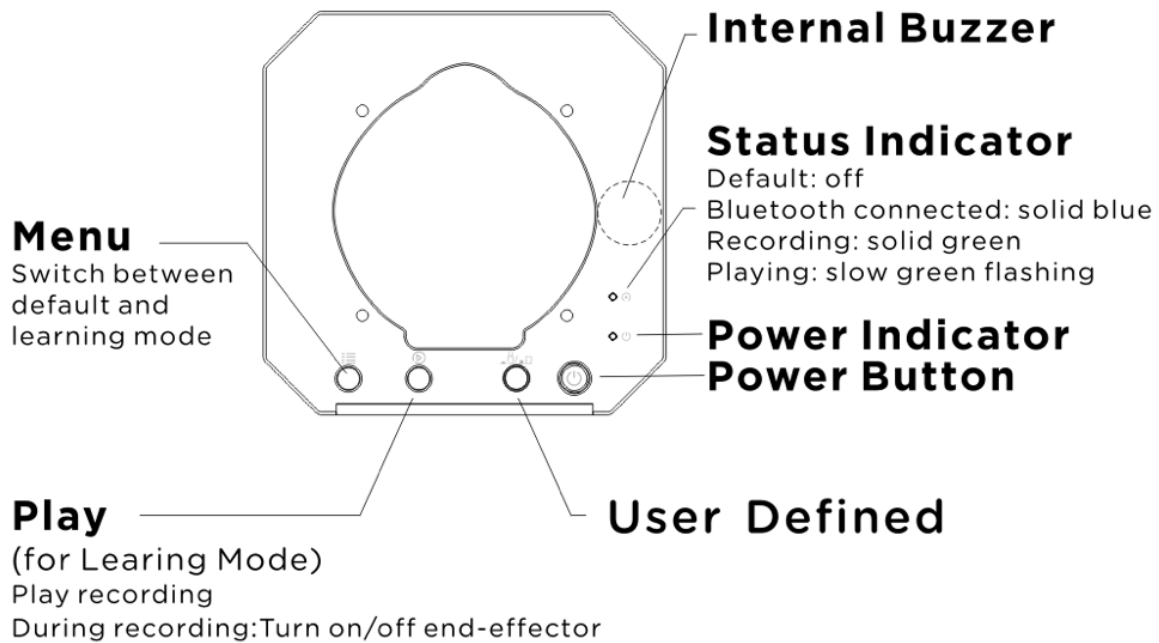 Internal Buzzer
Status Indicator
Default: off
Bluetooth connected: solid blue
Recording: solid green
Playing: slow green flashing
Menu
Switch between
default and
learning mode
Power Indicator
Power Button
Play
(for Learing Mode)
Play recording
During recording:Turn on/off end-effector
User Defined